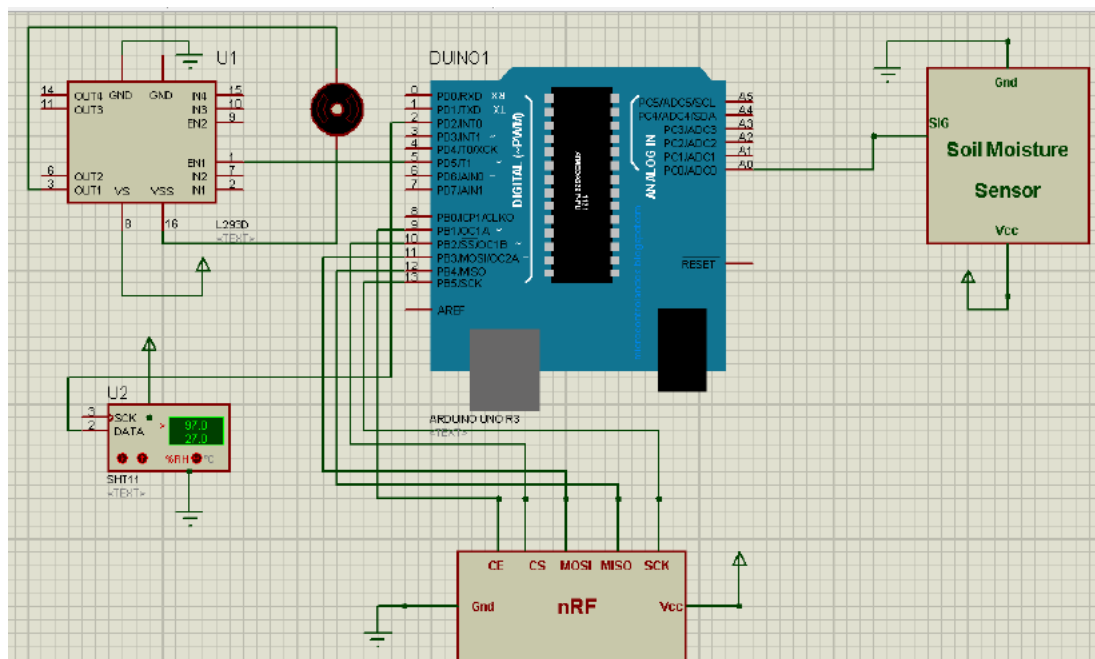 U1
14 OUT4 GND GND IN4 15
11 OUT3 IN3 10
EN2 9
EN1 1
6 OUT2 IN2 7
3 OUT1 VS VSS IN1 2
8 16
L293D
<TEXT>
DUINO1
0 PD0/RXD RX
1 PD1/TXD TX
2 PD2/INT0
3 PD3/INT1
4 PD4/T0/XCK
5 PD5/T1
6 PD6/AIN0
7 PD7/AIN1
8 PB0/ICP1/CLKO
9 PB1/OC1A
10 PB2/SS/OC1B
11 PB3/MOSI/OC2A
12 PB4/MISO
13 PB5/SCK
AREF
DIGITAL (~PWM)
1121
ANALOG IN
PC5/ADC5/SCL A5
PC4/ADC4/SDA A4
PC3/ADC3 A3
PC2/ADC2 A2
PC1/ADC1 A1
PC0/ADC0 A0
RESET
ARDUINO UNO R3
<TEXT>
Gnd
SIG
Soil Moisture
Sensor
Vcc
U2
3 SCK
2 DATA
> 97.0
27.0
%RH °C
SHT11
<TEXT>
CE CS MOSI MISO SCK
Gnd nRF Vcc